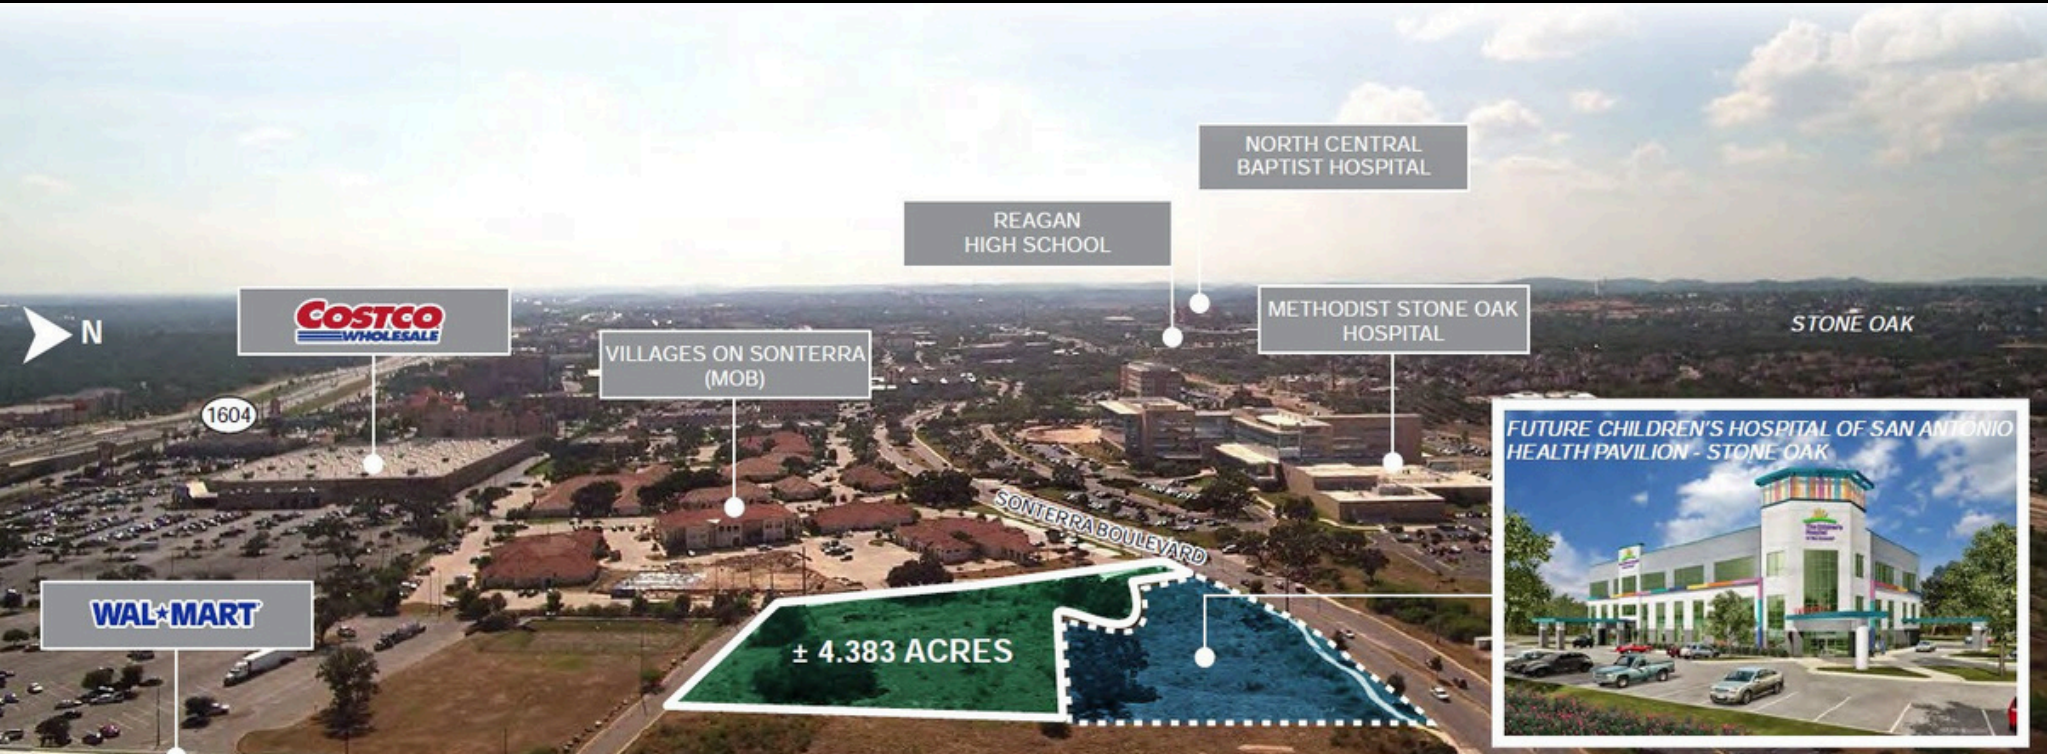 NORTH CENTRAL
BAPTIST HOSPITAL
REAGAN
HIGH SCHOOL
COSTCO
WHOLESALE
METHODIST STONE OAK
HOSPITAL
STONE OAK
N
VILLAGES ON SONTERRA
(MOB)
1604
FUTURE CHILDREN'S HOSPITAL OF SAN ANTONIO
HEALTH PAVILION - STONE OAK
SONTERRA BOULEVARD
WAL★MART
± 4.383 ACRES